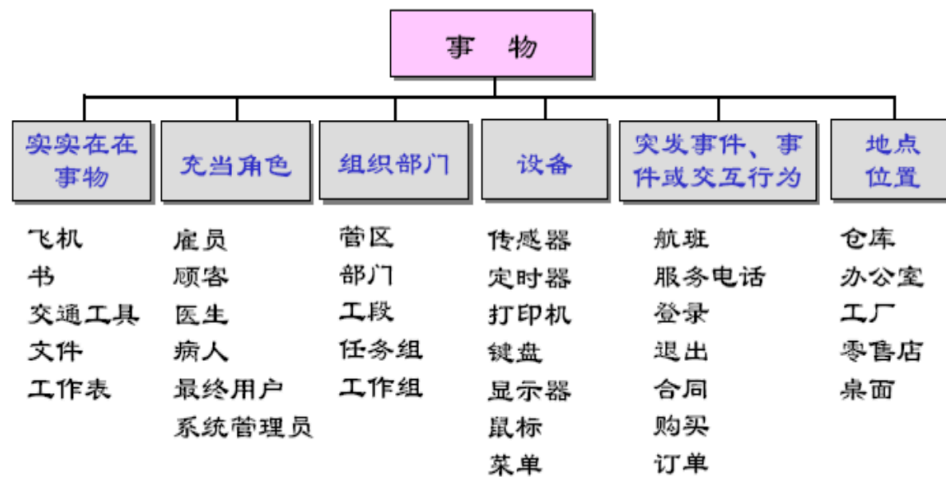 事 物
实实在在
事物
充当角色
组织部门
设备
突发事件、事
件或交互行为
地点
位置
飞机
书
交通工具
文件
工作表
雇员
顾客
医生
病人
最终用户
系统管理员
营区
部门
工段
任务组
工作组
传感器
定时器
打印机
键盘
显示器
鼠标
菜单
航班
服务电话
登录
退出
合同
购买
订单
仓库
办公室
工厂
零售店
桌面